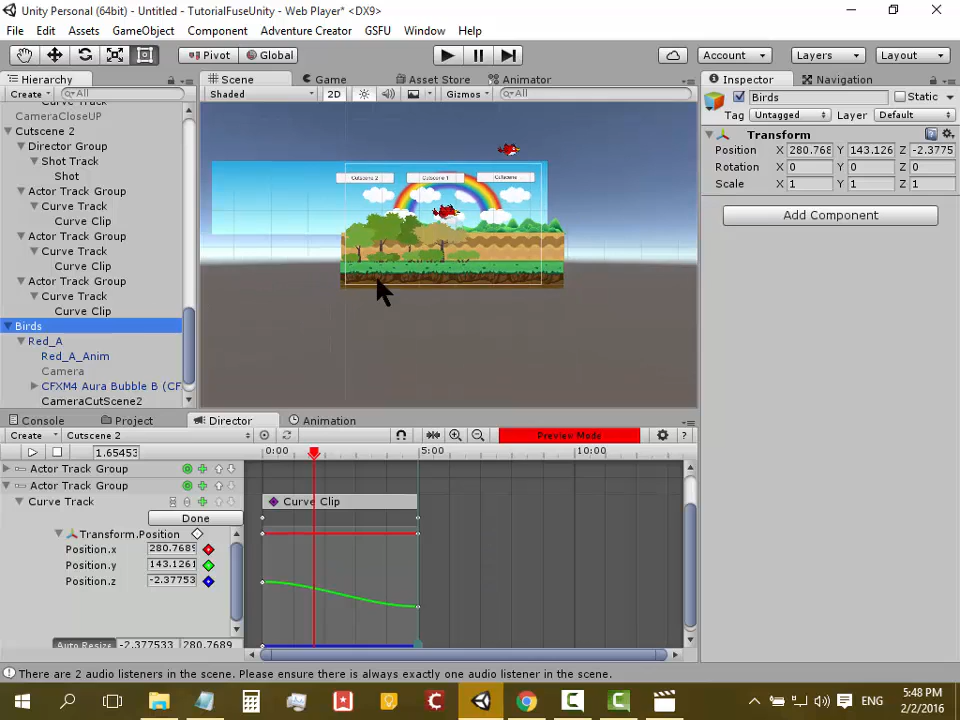 Unity Personal (64bit) - Untitled - TutorialFuseUnity - Web Player* <DX9>
File Edit Assets GameObject Component Adventure Creator GSFU Window Help
Pivot Global Account Layers Layout
Hierarchy
Create All
Curve Track
CameraCloseUP
Cutscene 2
Director Group
Shot Track
Shot
Actor Track Group
Curve Track
Curve Clip
Actor Track Group
Curve Track
Curve Clip
Actor Track Group
Curve Track
Curve Clip
Birds
Red_A
Red_A_Anim
Camera
CFXM4 Aura Bubble B (CF
CameraCutScene2
Scene Game Asset Store Animator
Shaded 2D Gizmos All
Cutscene 2 Cutscene 1 Cutscene
Inspector Navigation
Birds Static
Tag Untagged Layer Default
Transform
Position X 280.768 Y 143.126 Z -2.3775
Rotation X 0 Y 0 Z 0
Scale X 1 Y 1 Z 1
Add Component
Console Project Director Animation
Create Cutscene 2 Preview Mode ?
1.65453 0:00 5:00 10:00
Actor Track Group
Actor Track Group
Curve Track Curve Clip
Done
Transform.Position
Position.x 280.7689
Position.y 143.1261
Position.z -2.37753
Auto Resize -2.377533 280.7689
There are 2 audio listeners in the scene. Please ensure there is always exactly one audio listener in the scene.
ENG
5:48 PM
2/2/2016